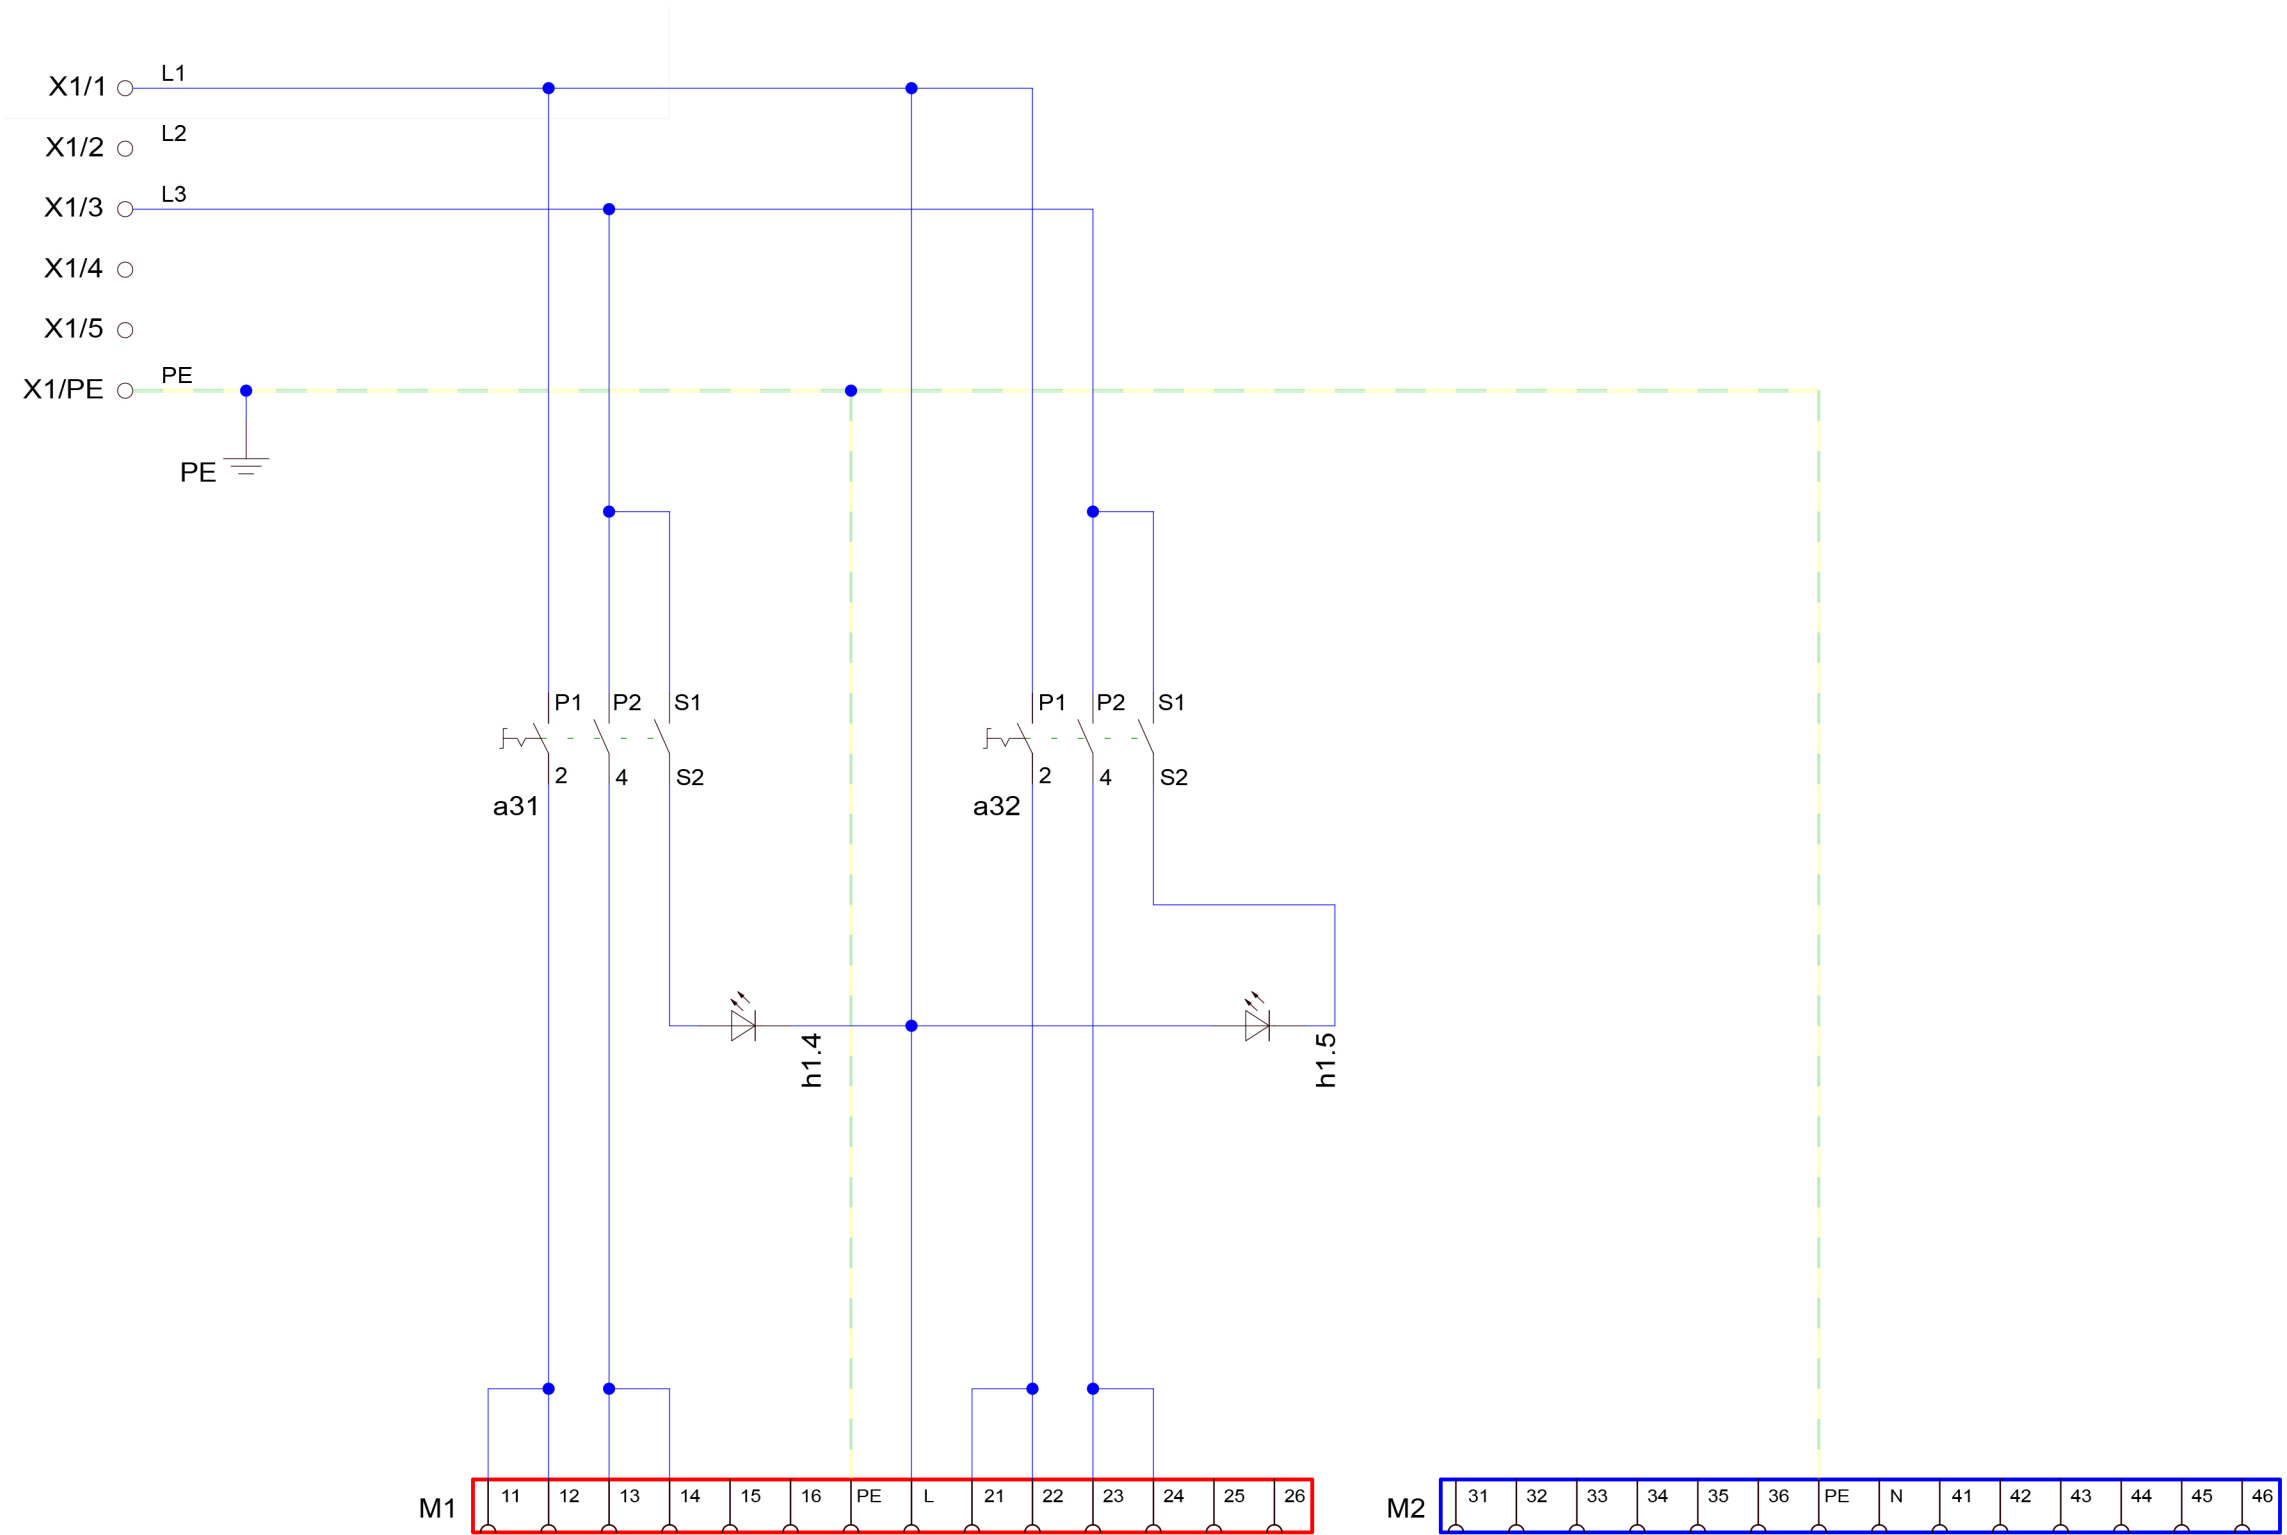 X1/1 L1
X1/2 L2
X1/3 L3
X1/4
X1/5
X1/PE PE
PE
P1 P2 S1 P1 P2 S1
2 4 S2 2 4 S2
a31 a32
h1.4 h1.5
M1 11 12 13 14 15 16 PE L 21 22 23 24 25 26
M2 31 32 33 34 35 36 PE N 41 42 43 44 45 46